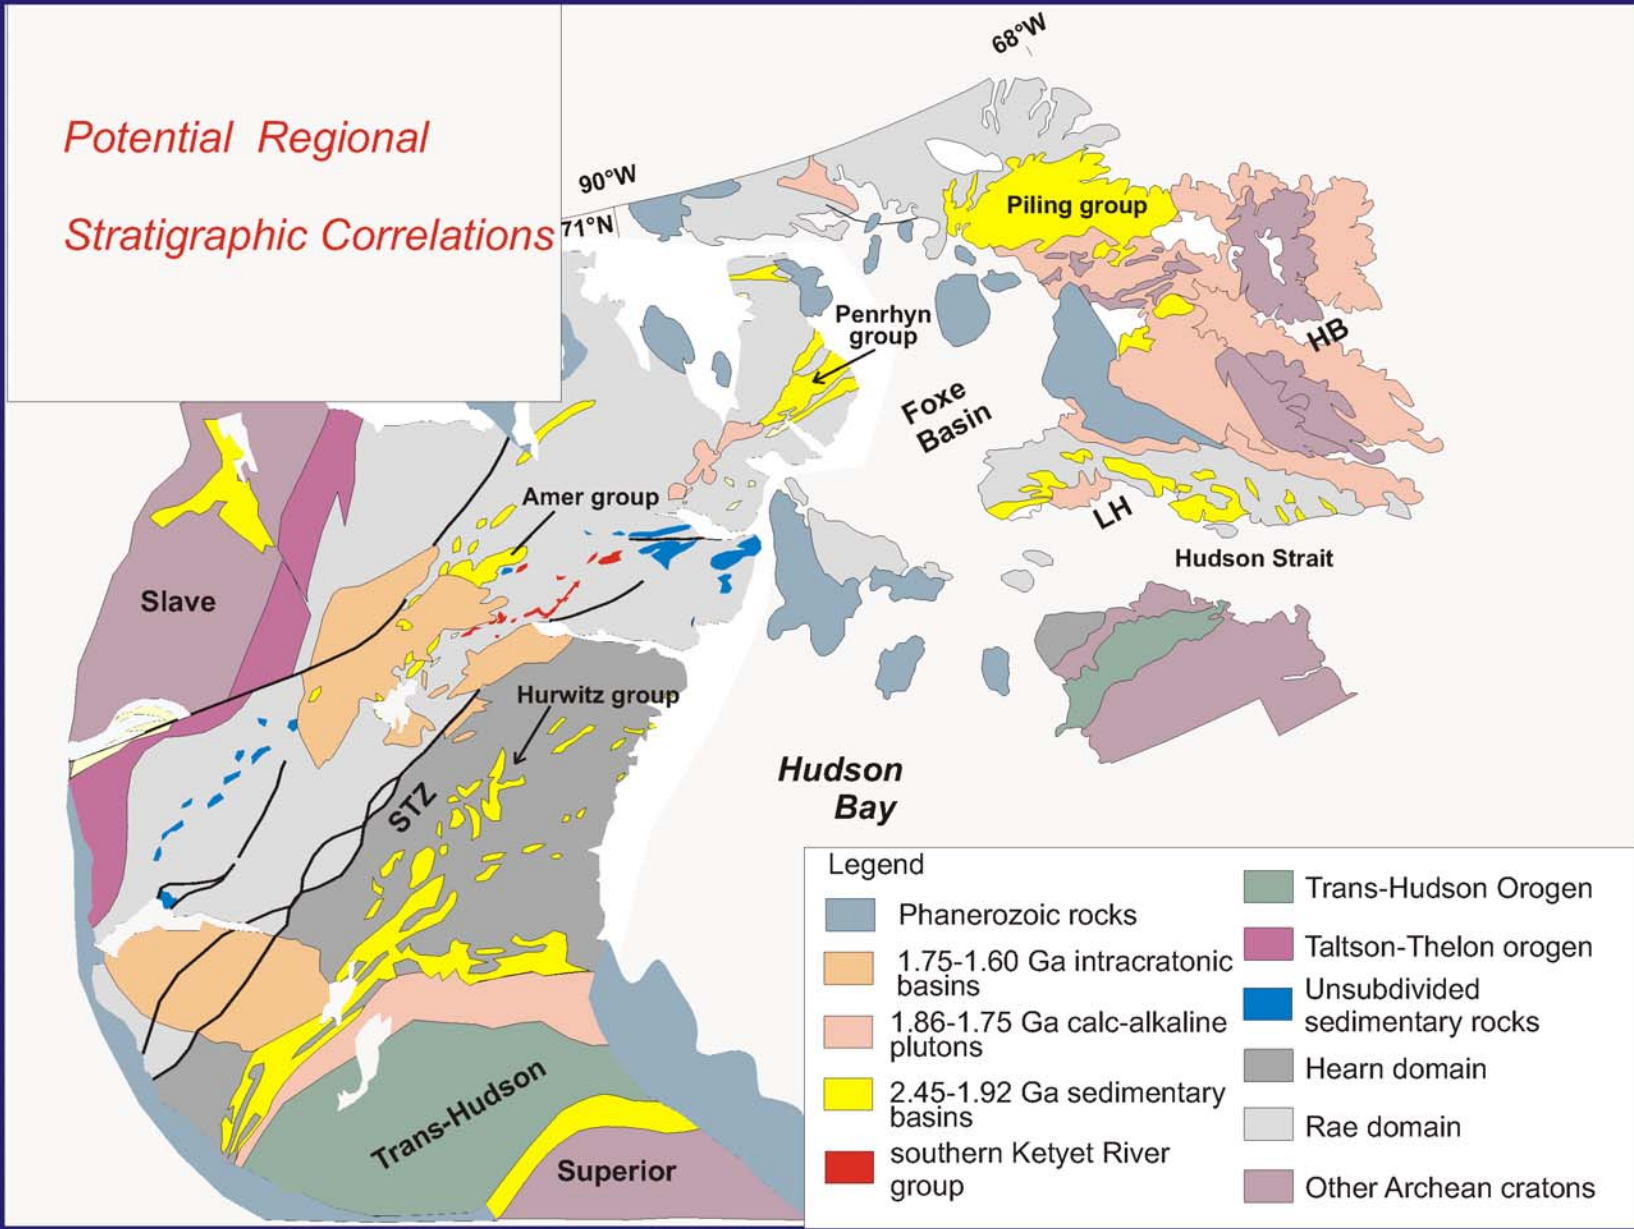 Potential Regional
Stratigraphic Correlations
68°W
90°W
71°N
Piling group
Penrhyn
group
HB
Foxe
Basin
Amer group
LH
Hudson Strait
Slave
Hurwitz group
STZ
Hudson
Bay
Trans-Hudson
Superior
Legend
Phanerozoic rocks
1.75-1.60 Ga intracratonic
basins
1.86-1.75 Ga calc-alkaline
plutons
2.45-1.92 Ga sedimentary
basins
southern Ketyet River
group
Trans-Hudson Orogen
Taltson-Thelon orogen
Unsubdivided
sedimentary rocks
Hearn domain
Rae domain
Other Archean cratons